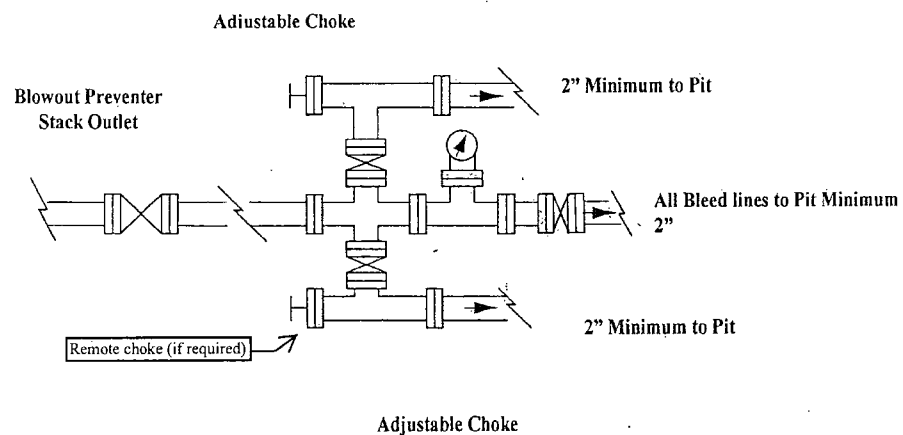 Adjustable Choke
2” Minimum to Pit
Blowout Preventer
Stack Outlet
All Bleed lines to Pit Minimum
2”
2” Minimum to Pit
Remote choke (if required)
Adjustable Choke